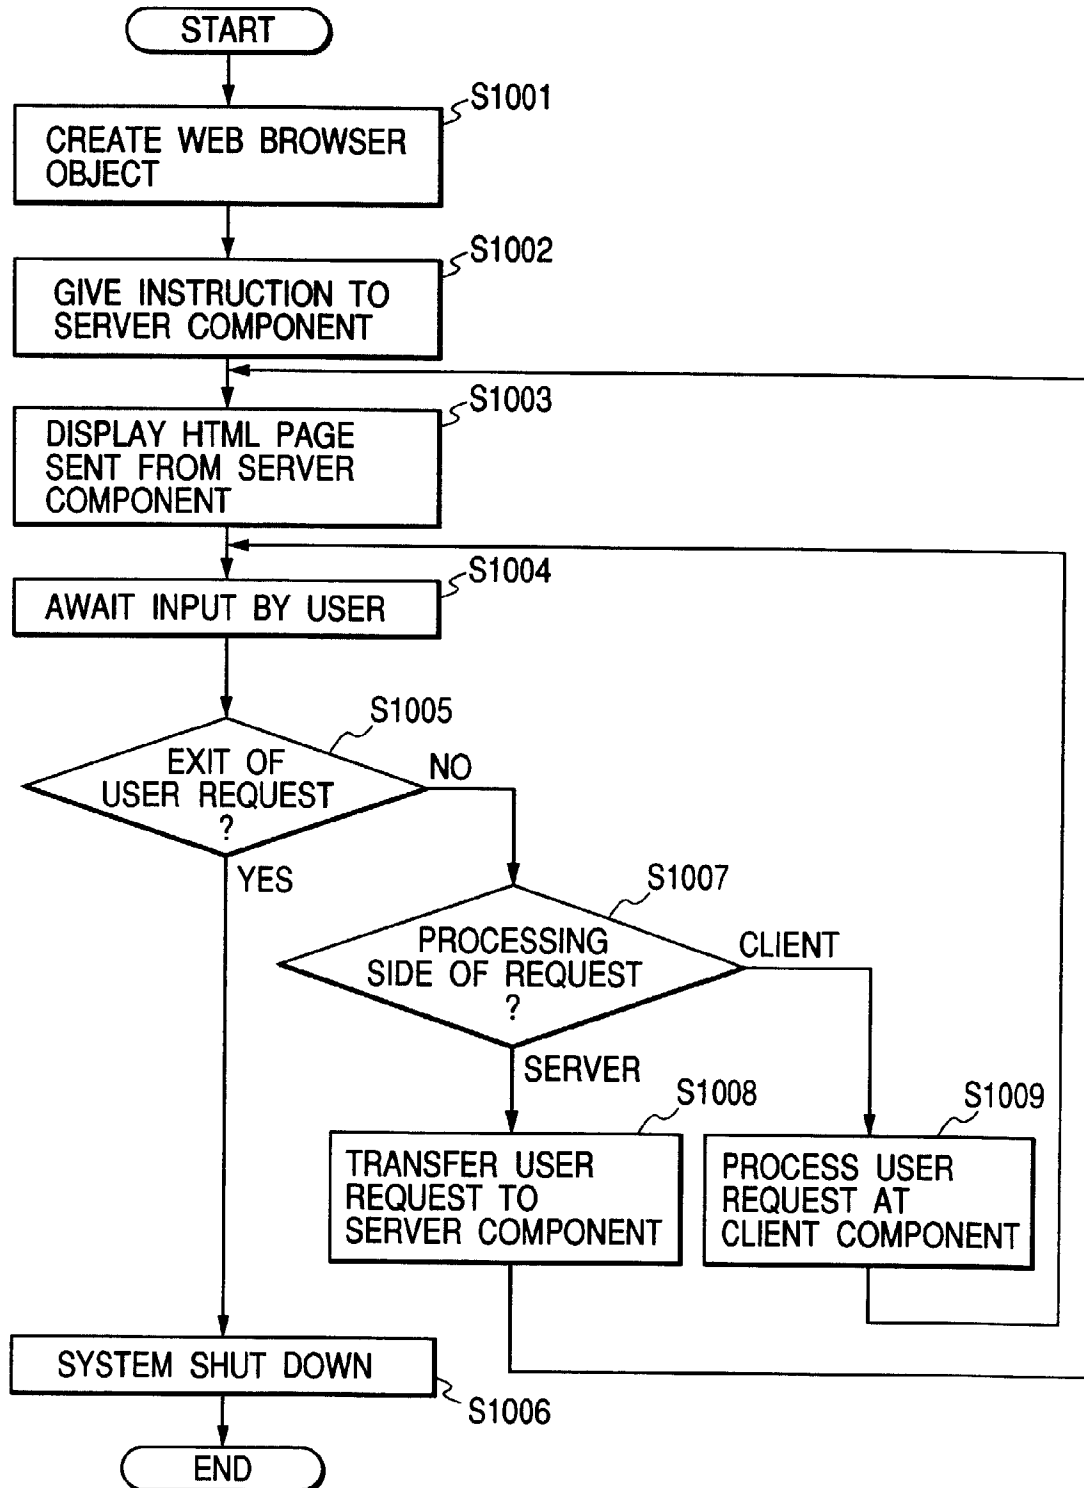 START
S1001
CREATE WEB BROWSER
OBJECT
S1002
GIVE INSTRUCTION TO
SERVER COMPONENT
S1003
DISPLAY HTML PAGE
SENT FROM SERVER
COMPONENT
S1004
AWAIT INPUT BY USER
S1005
EXIT OF
USER REQUEST
?
NO
YES
S1007
PROCESSING
SIDE OF REQUEST
?
CLIENT
SERVER
S1008
TRANSFER USER
REQUEST TO
SERVER COMPONENT
S1009
PROCESS USER
REQUEST AT
CLIENT COMPONENT
SYSTEM SHUT DOWN
S1006
END